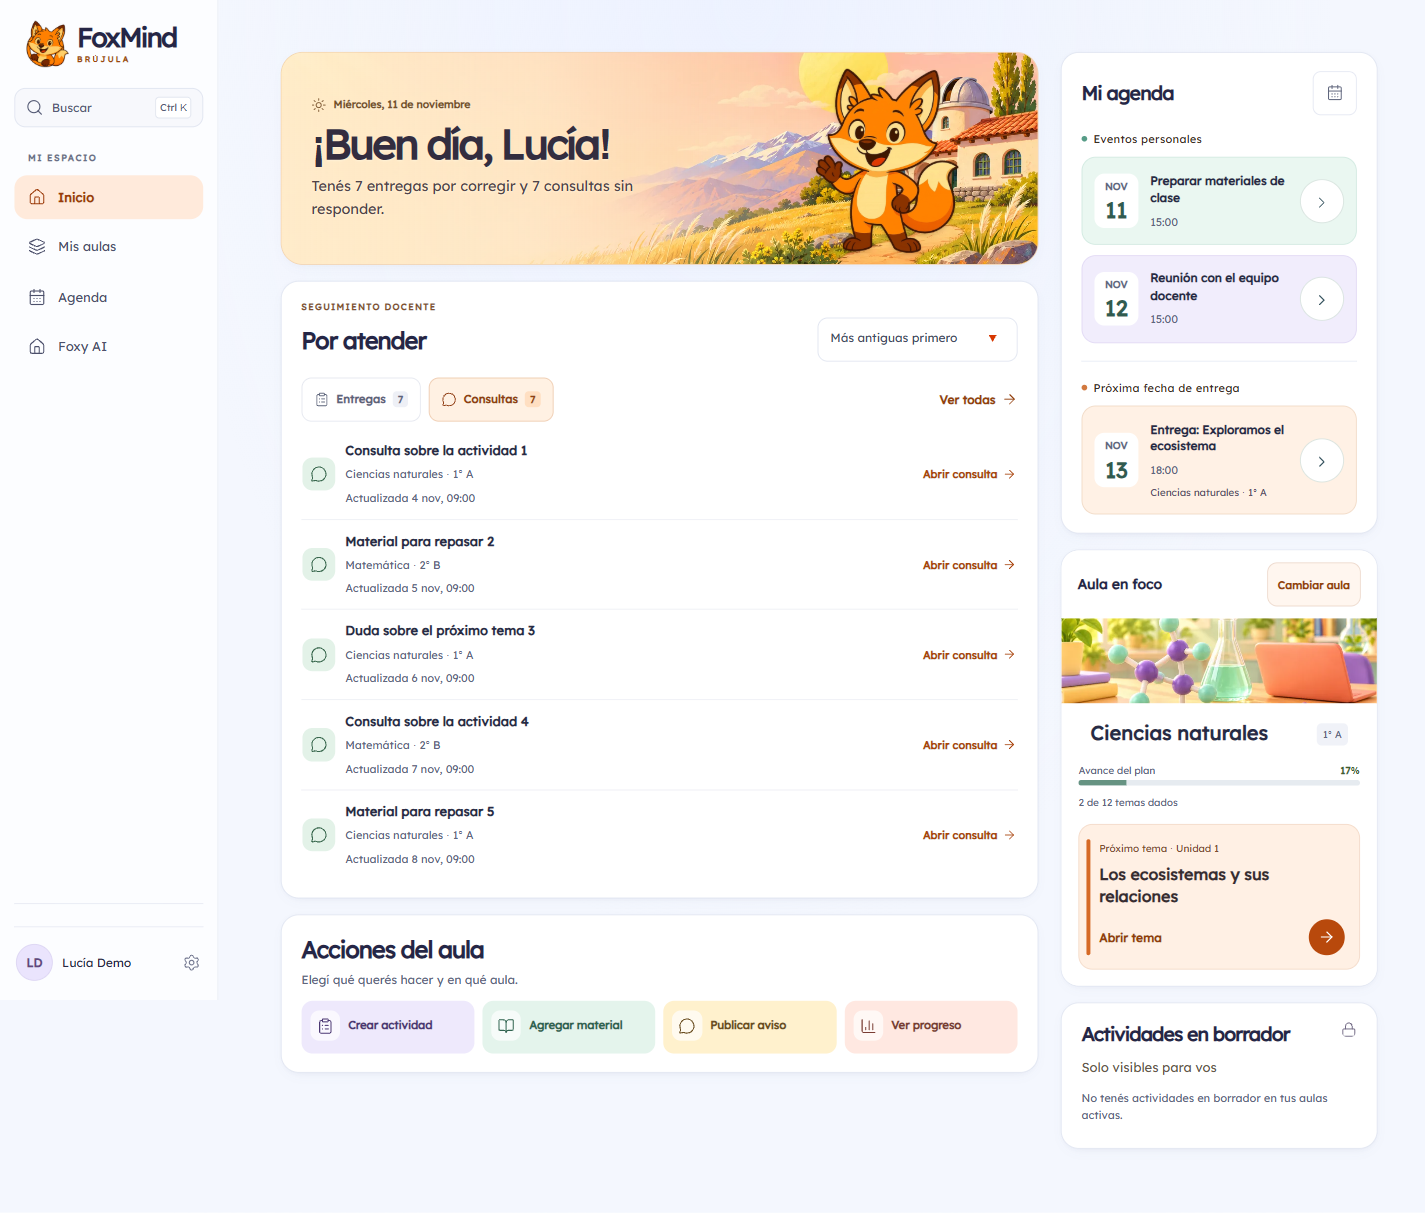 FoxMind
BRÚJULA
Buscar
Ctrl K
MI ESPACIO
Inicio
Mis aulas
Agenda
Foxy AI
LD
Lucía Demo
Miércoles, 11 de noviembre
¡Buen día, Lucía!
Tenés 7 entregas por corregir y 7 consultas sin
responder.
SEGUIMIENTO DOCENTE
Por atender
Más antiguas primero
Entregas 7
Consultas 7
Ver todas
Consulta sobre la actividad 1
Ciencias naturales · 1° A
Actualizada 4 nov, 09:00
Abrir consulta
Material para repasar 2
Matemática · 2° B
Actualizada 5 nov, 09:00
Abrir consulta
Duda sobre el próximo tema 3
Ciencias naturales · 1° A
Actualizada 6 nov, 09:00
Abrir consulta
Consulta sobre la actividad 4
Matemática · 2° B
Actualizada 7 nov, 09:00
Abrir consulta
Material para repasar 5
Ciencias naturales · 1° A
Actualizada 8 nov, 09:00
Abrir consulta
Acciones del aula
Elegí qué querés hacer y en qué aula.
Crear actividad
Agregar material
Publicar aviso
Ver progreso
Mi agenda
Eventos personales
NOV
11
Preparar materiales de
clase
15:00
NOV
12
Reunión con el equipo
docente
15:00
Próxima fecha de entrega
NOV
13
Entrega: Exploramos el
ecosistema
18:00
Ciencias naturales · 1° A
Aula en foco
Cambiar aula
Ciencias naturales
1° A
Avance del plan
17%
2 de 12 temas dados
Próximo tema · Unidad 1
Los ecosistemas y sus
relaciones
Abrir tema
Actividades en borrador
Solo visibles para vos
No tenés actividades en borrador en tus aulas
activas.